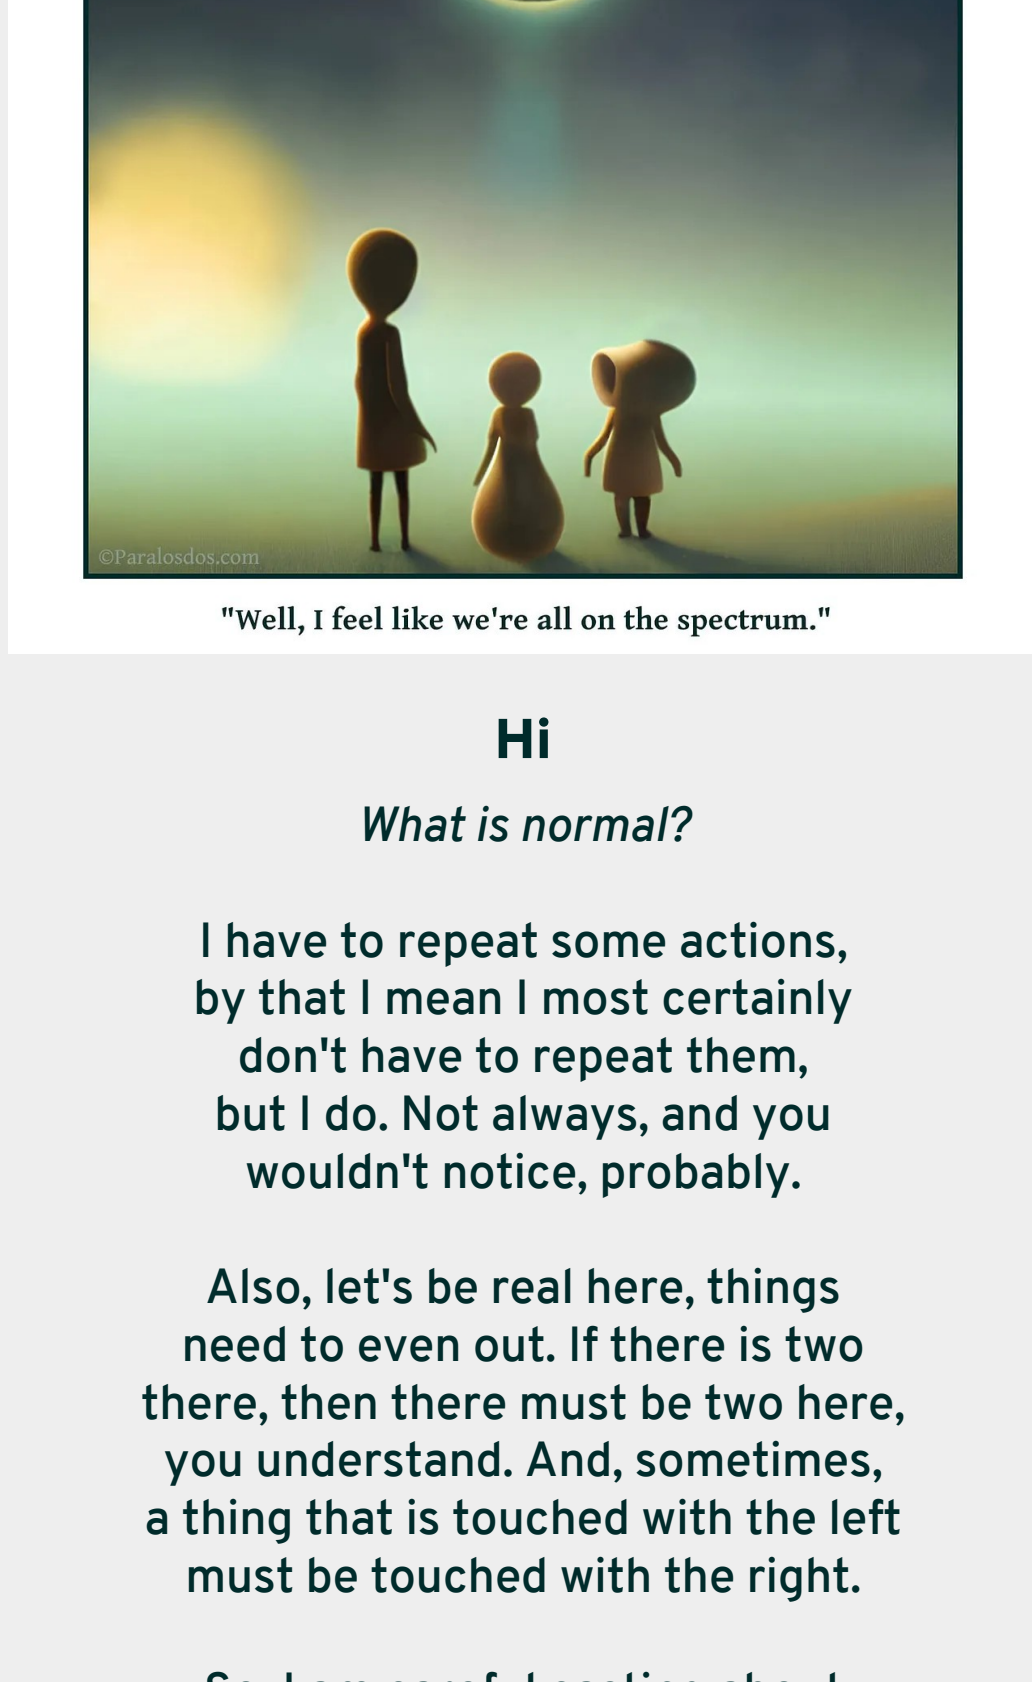 ©Paralosdos.com
"Well, I feel like we're all on the spectrum."
Hi
What is normal?
I have to repeat some actions,
by that I mean I most certainly
don't have to repeat them,
but I do. Not always, and you
wouldn't notice, probably.
Also, let's be real here, things
need to even out. If there is two
there, then there must be two here,
you understand. And, sometimes,
a thing that is touched with the left
must be touched with the right.